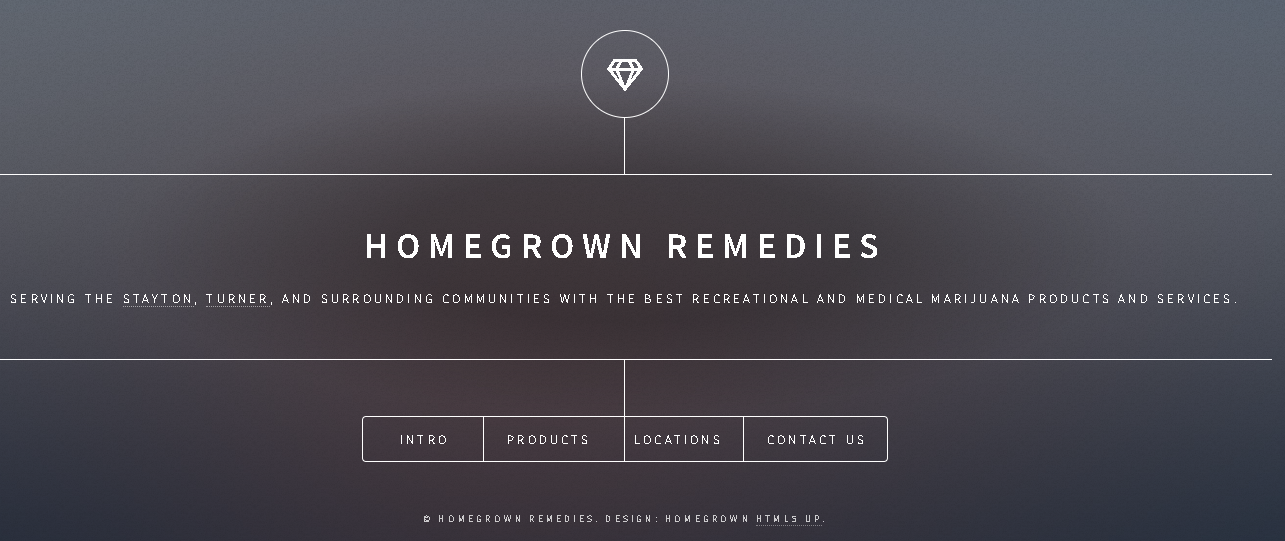 HOMEGROWN REMEDIES
SERVING THE STAYTON, TURNER, AND SURROUNDING COMMUNITIES WITH THE BEST RECREATIONAL AND MEDICAL MARIJUANA PRODUCTS AND SERVICES.
INTRO PRODUCTS LOCATIONS CONTACT US
© HOMEGROWN REMEDIES. DESIGN: HOMEGROWN HTML5 UP.